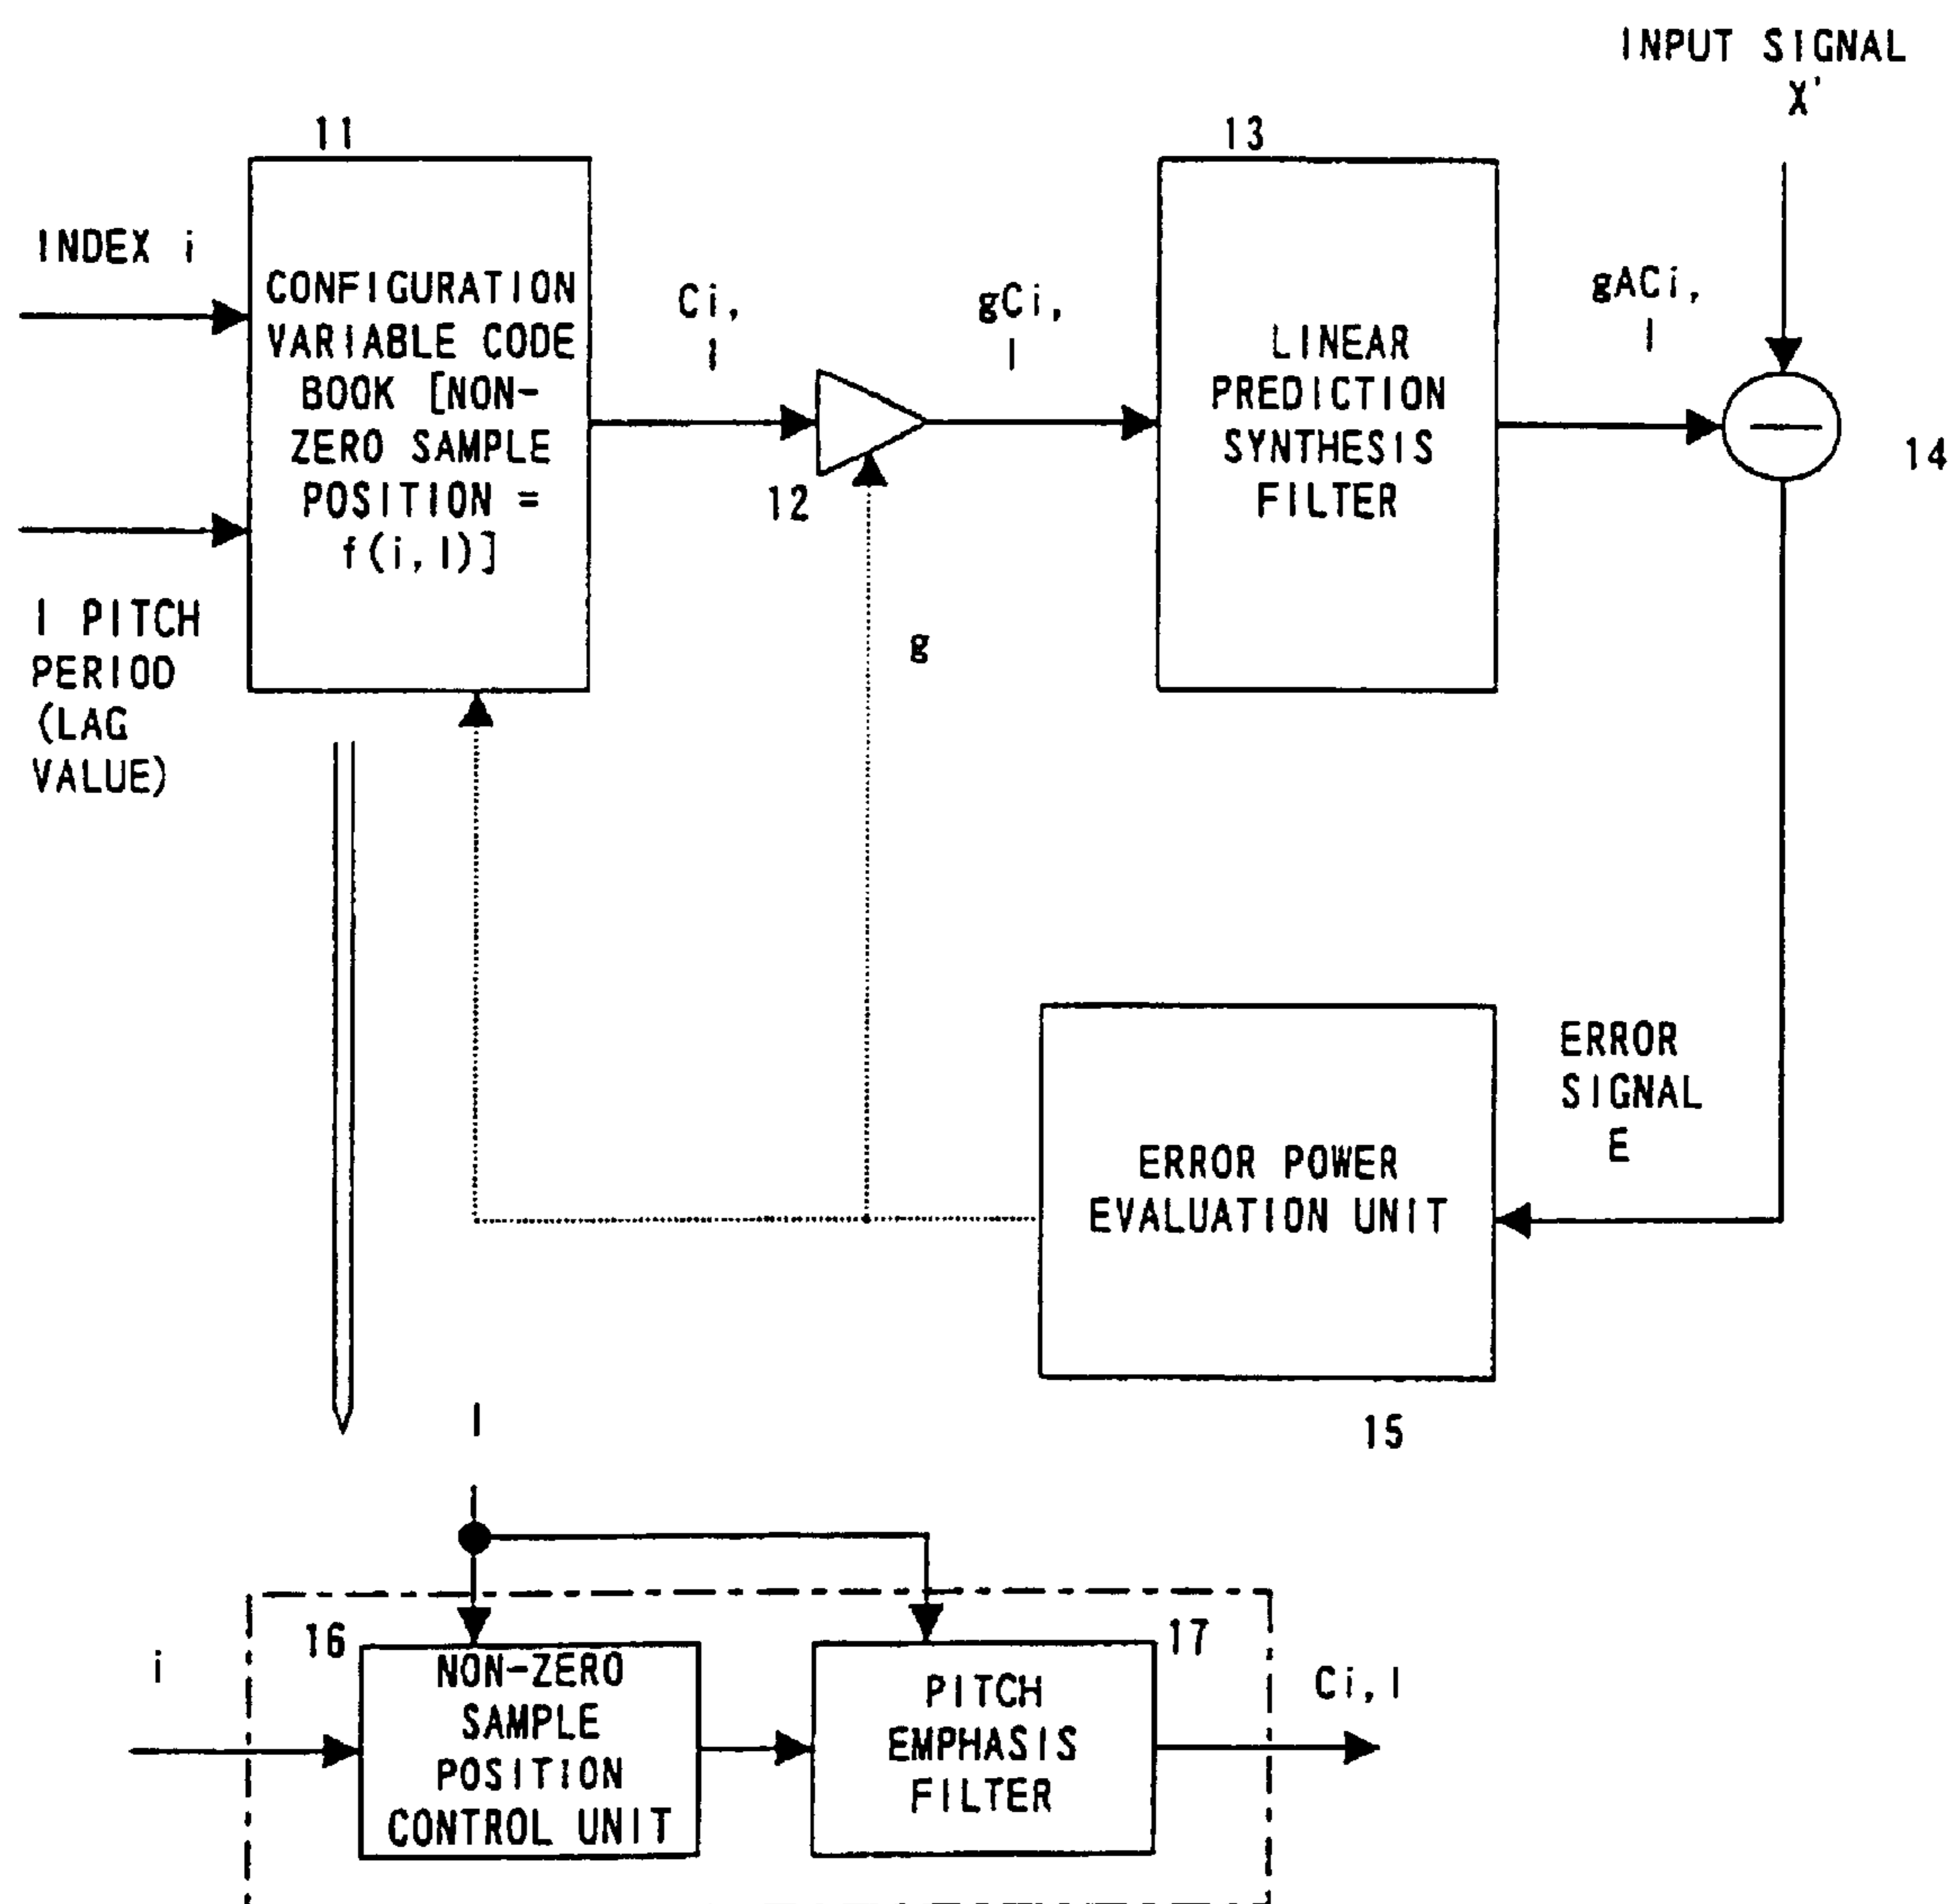 INPUT SIGNAL
X'
11
13
INDEX i
CONFIGURATION
VARIABLE CODE
BOOK [NON-
ZERO SAMPLE
POSITION =
f(i,l)]
Ci,
l
gCi,
l
LINEAR
PREDICTION
SYNTHESIS
FILTER
gACi,
l
14
12
l PITCH
PERIOD
(LAG
VALUE)
g
ERROR
SIGNAL
E
ERROR POWER
EVALUATION UNIT
15
l
i
16
NON-ZERO
SAMPLE
POSITION
CONTROL UNIT
PITCH
EMPHASIS
FILTER
17
Ci,l